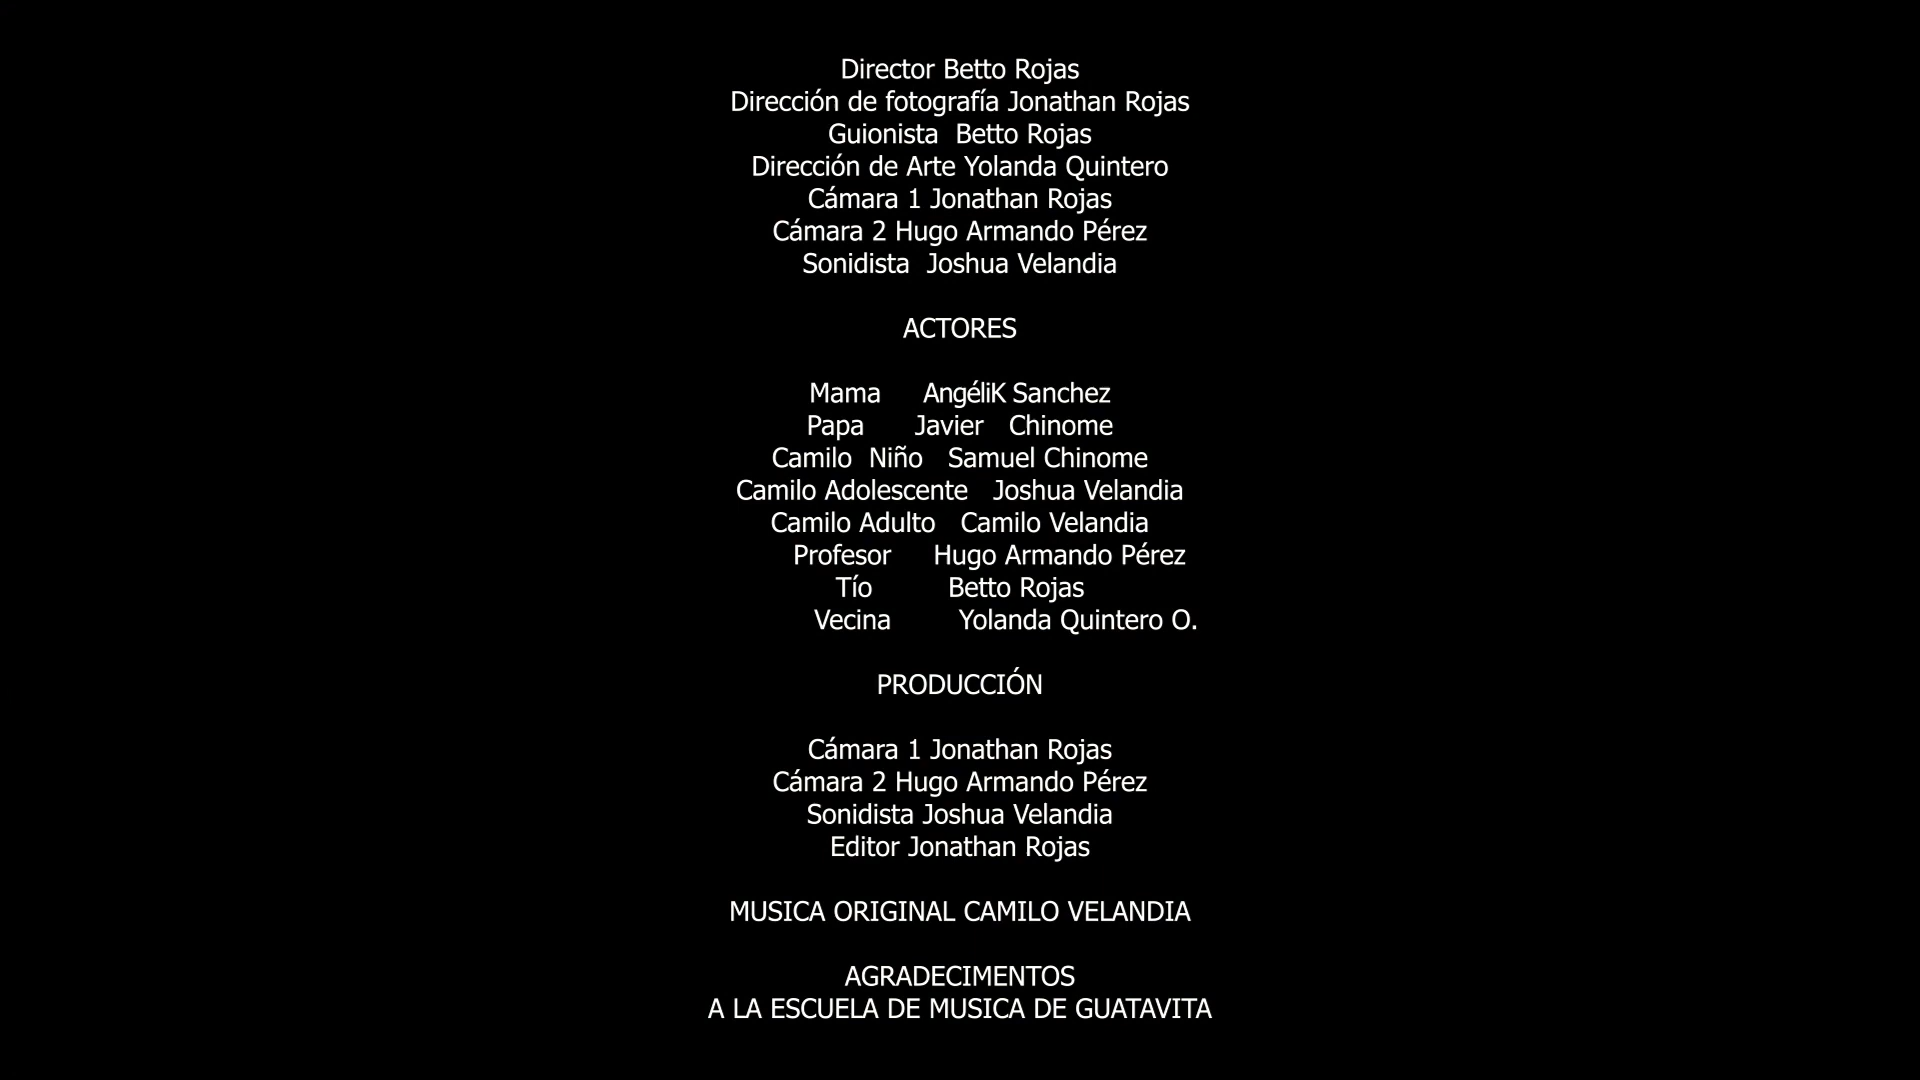 Director Betto Rojas
Dirección de fotografía Jonathan Rojas
Guionista Betto Rojas
Dirección de Arte Yolanda Quintero
Cámara 1 Jonathan Rojas
Cámara 2 Hugo Armando Pérez
Sonidista Joshua Velandia
ACTORES
Mama AngéliK Sanchez
Papa Javier Chinome
Camilo Niño Samuel Chinome
Camilo Adolescente Joshua Velandia
Camilo Adulto Camilo Velandia
Profesor Hugo Armando Pérez
Tío Betto Rojas
Vecina Yolanda Quintero O.
PRODUCCIÓN
Cámara 1 Jonathan Rojas
Cámara 2 Hugo Armando Pérez
Sonidista Joshua Velandia
Editor Jonathan Rojas
MUSICA ORIGINAL CAMILO VELANDIA
AGRADECIMENTOS
A LA ESCUELA DE MUSICA DE GUATAVITA